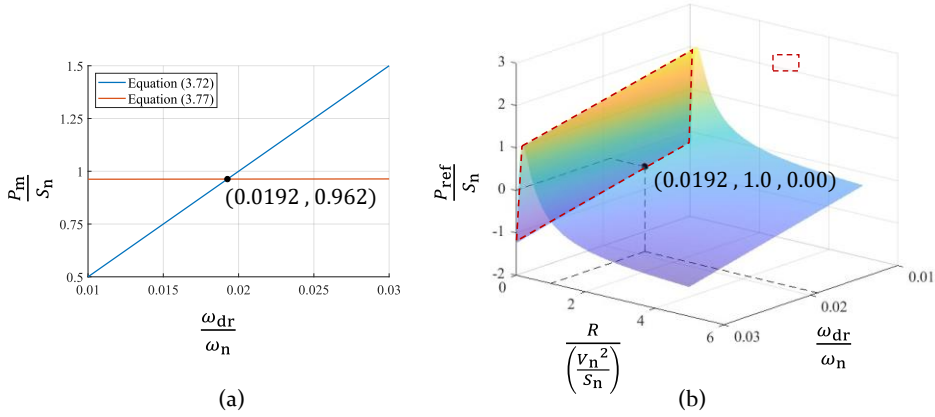 1.5
Equation (3.72)
Equation (3.77)
1.25
P_m / S_n
1
(0.0192 , 0.962)
0.75
0.5
0.01 0.015 0.02 0.025 0.03
ω_dr / ω_n
(a)
3
2
1
P_ref / S_n
0
(0.0192 , 1.0 , 0.00)
-1
-2
0 2 4 6
R / (V_n² / S_n)
0.03 0.02 0.01
ω_dr / ω_n
(b)